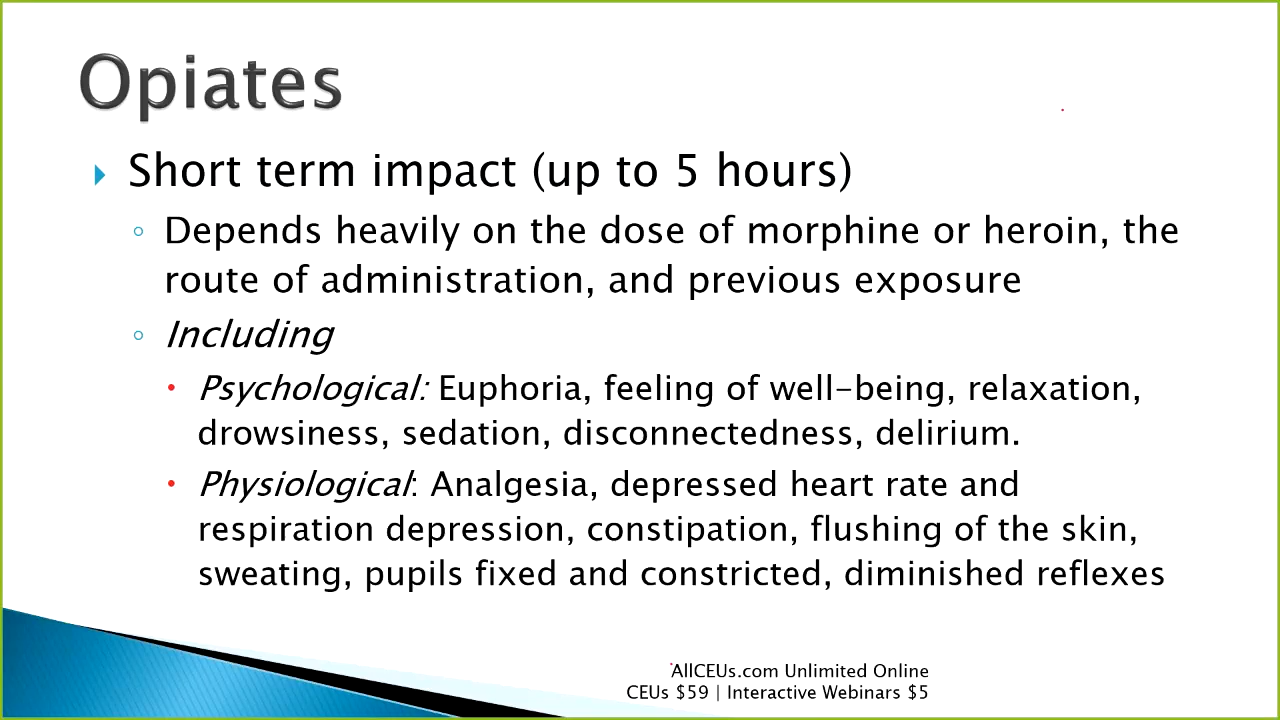 Opiates
Short term impact (up to 5 hours)
Depends heavily on the dose of morphine or heroin, the
route of administration, and previous exposure
Including
Psychological: Euphoria, feeling of well-being, relaxation,
drowsiness, sedation, disconnectedness, delirium.
Physiological: Analgesia, depressed heart rate and
respiration depression, constipation, flushing of the skin,
sweating, pupils fixed and constricted, diminished reflexes
AllCEUs.com Unlimited Online
CEUs $59 | Interactive Webinars $5